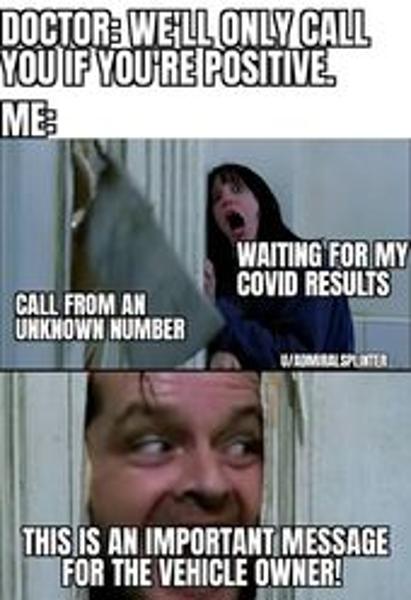 DOCTOR: WE'LL ONLY CALL
YOU IF YOU'RE POSITIVE.
ME:
WAITING FOR MY
COVID RESULTS
CALL FROM AN
UNKNOWN NUMBER
U/ADMIRALSPLINTER
THIS IS AN IMPORTANT MESSAGE
FOR THE VEHICLE OWNER!